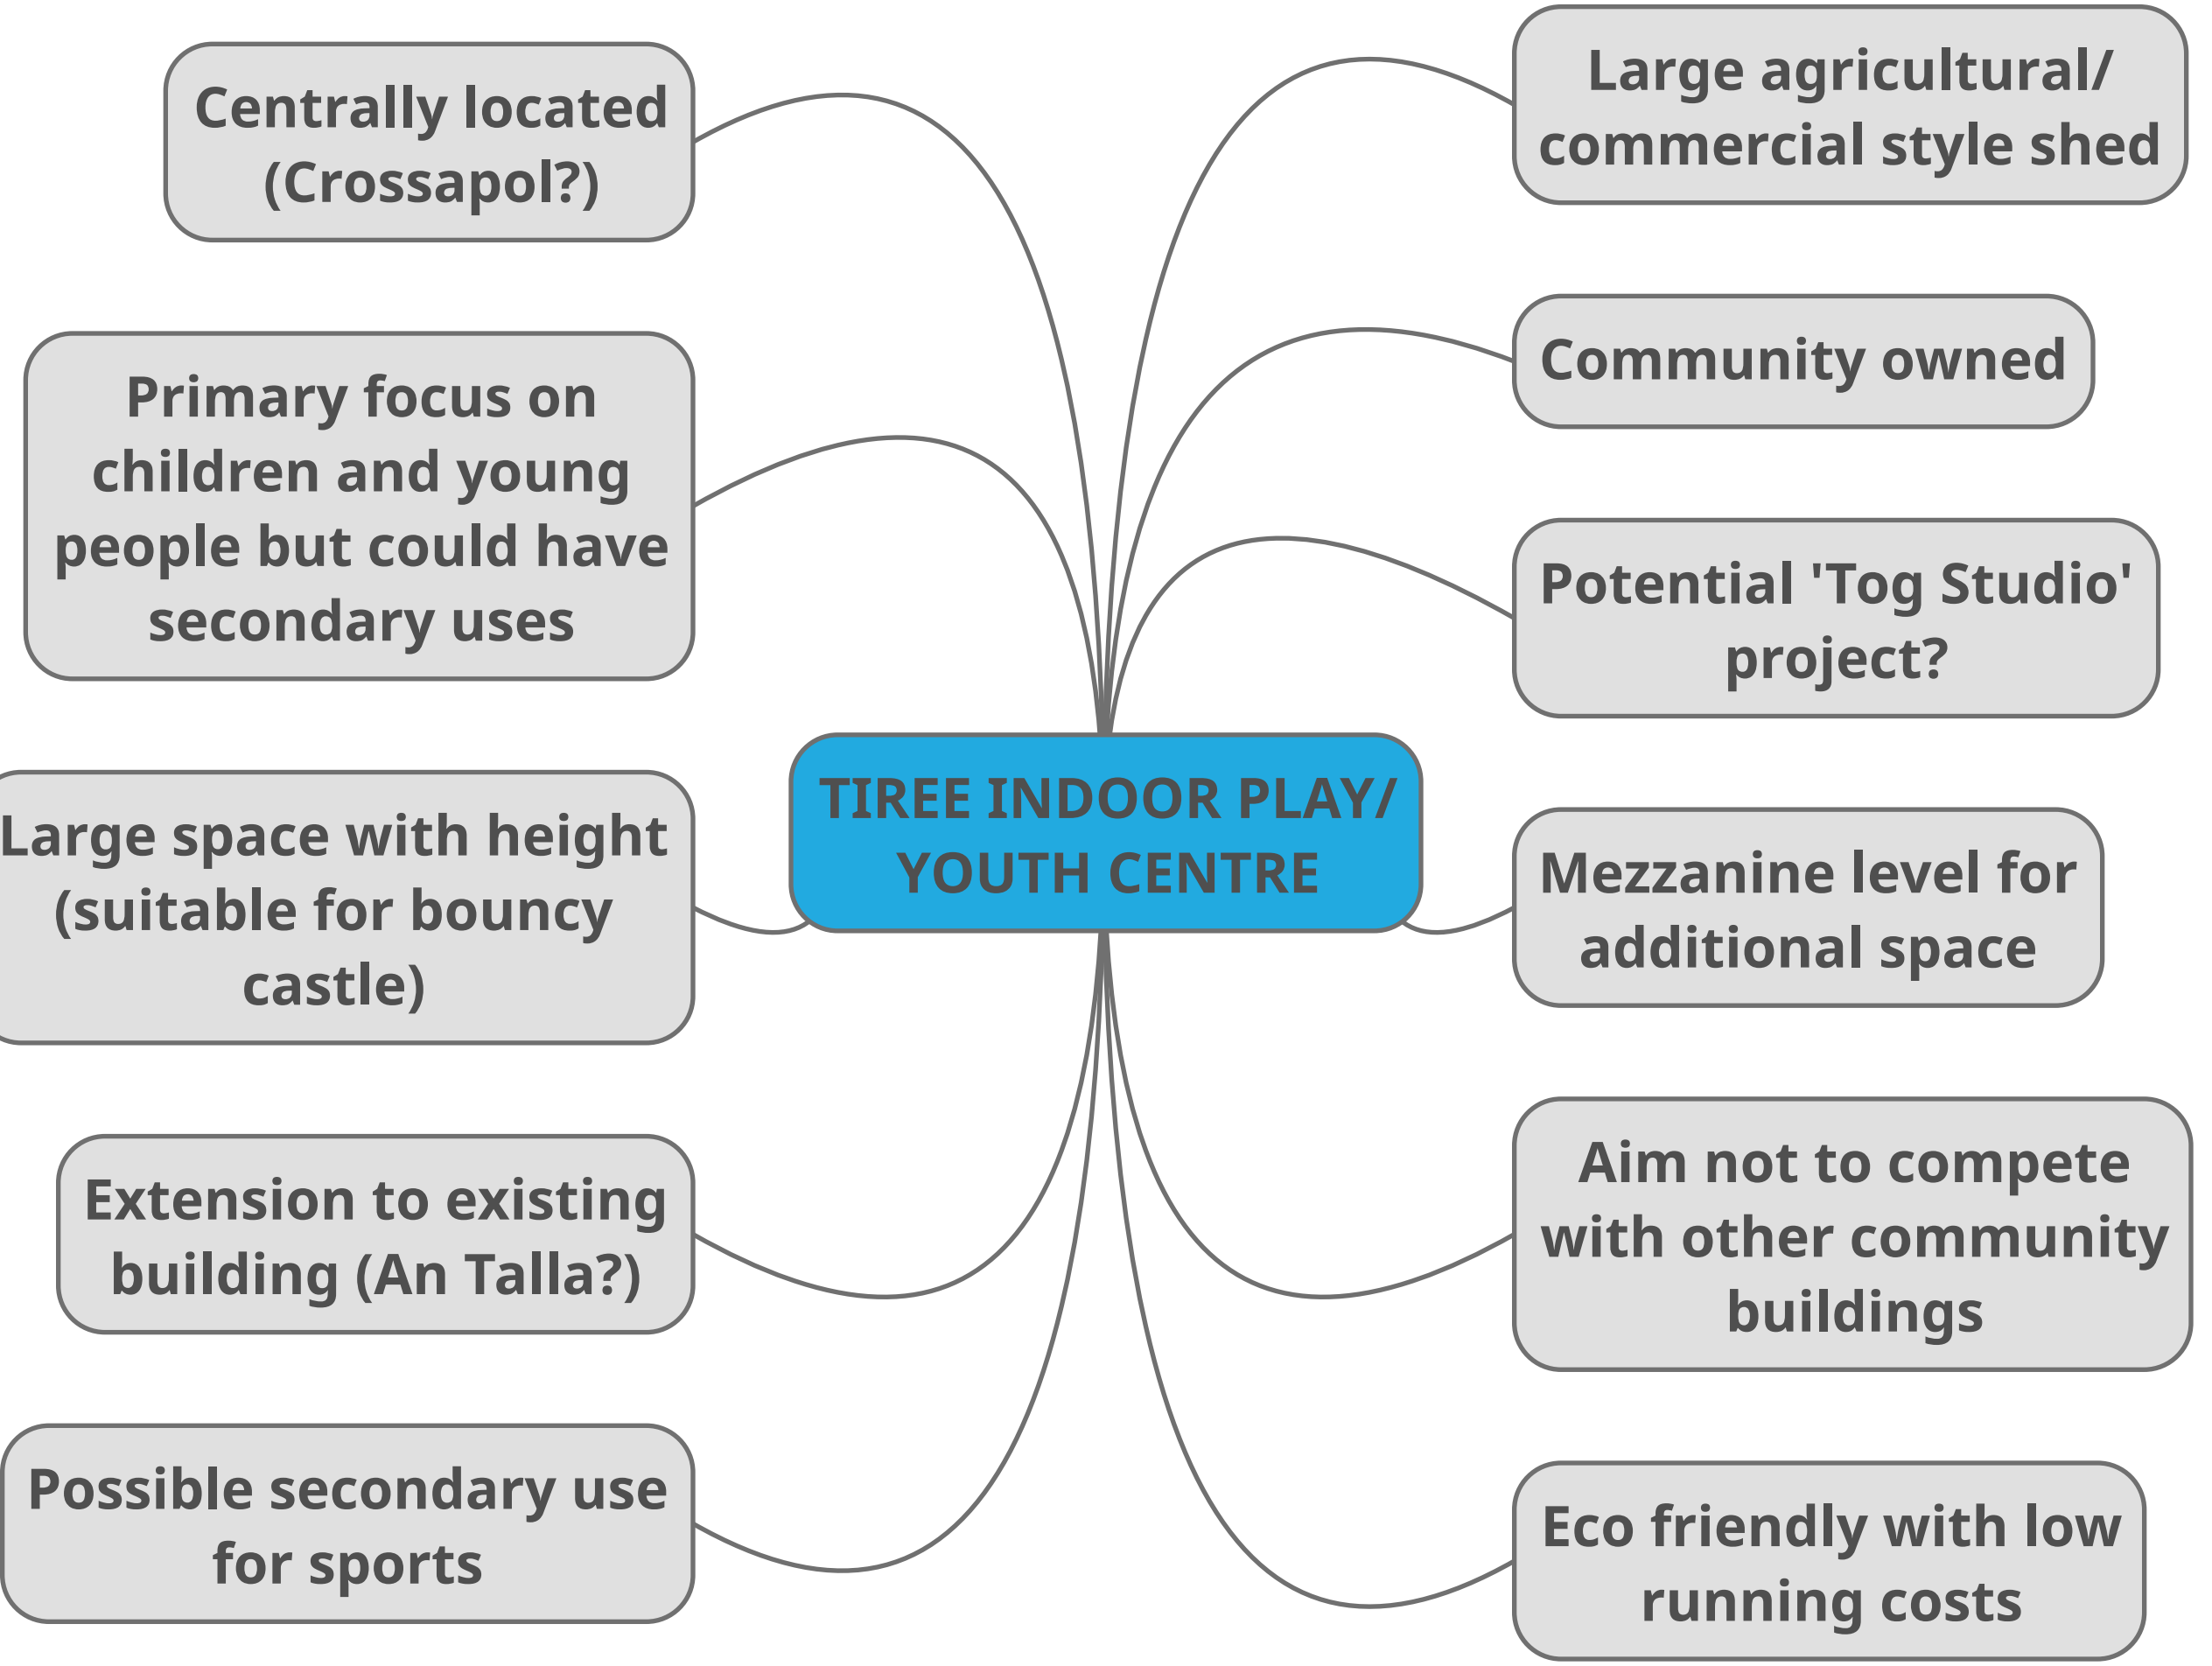 Centrally located
(Crossapol?)
Primary focus on
children and young
people but could have
secondary uses
Large space with height
(suitable for bouncy
castle)
Extension to existing
building (An Talla?)
Possible secondary use
for sports
TIREE INDOOR PLAY/
YOUTH CENTRE
Large agricultural/
commercial style shed
Community owned
Potential 'Tog Studio'
project?
Mezzanine level for
additional space
Aim not to compete
with other community
buildings
Eco friendly with low
running costs